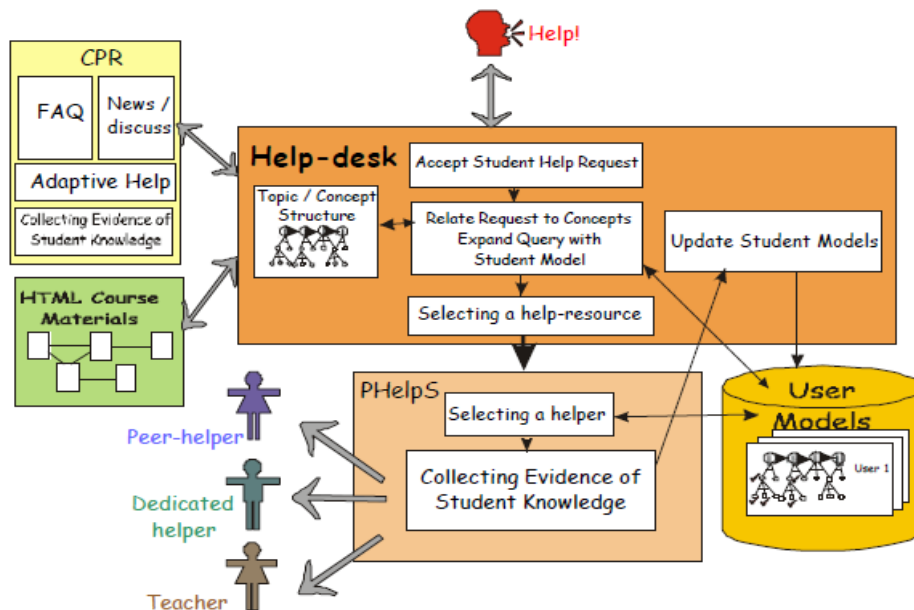 Help!
CPR
FAQ
News /
discuss
Adaptive Help
Collecting Evidence of
Student Knowledge
HTML Course
Materials
Help-desk
Accept Student Help Request
Topic / Concept
Structure
Relate Request to Concepts
Expand Query with
Student Model
Update Student Models
Selecting a help-resource
PHelpS
Selecting a helper
Collecting Evidence of
Student Knowledge
User
Models
User 1
Peer-helper
Dedicated
helper
Teacher